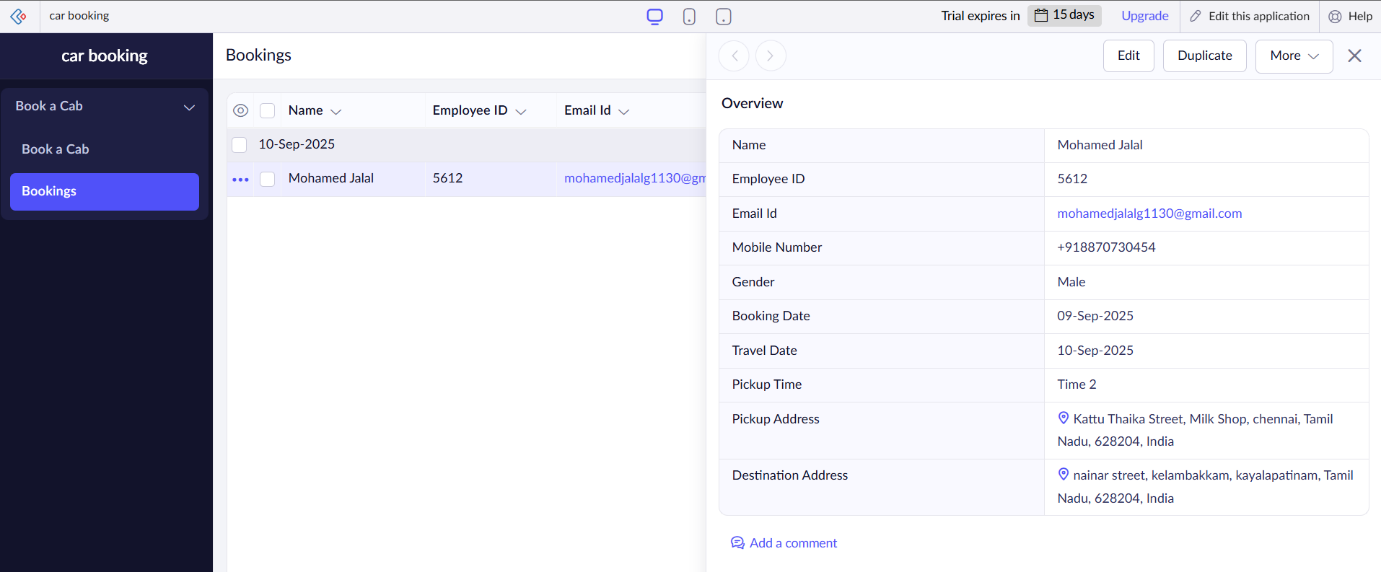 car booking
Trial expires in 15 days Upgrade Edit this application Help
car booking
Book a Cab
Book a Cab
Bookings
Bookings
Name Employee ID Email Id
10-Sep-2025
Mohamed Jalal 5612 mohamedjalalg1130@gm
Edit Duplicate More
Overview
Name Mohamed Jalal
Employee ID 5612
Email Id mohamedjalalg1130@gmail.com
Mobile Number +918870730454
Gender Male
Booking Date 09-Sep-2025
Travel Date 10-Sep-2025
Pickup Time Time 2
Pickup Address Kattu Thaika Street, Milk Shop, chennai, Tamil
Nadu, 628204, India
Destination Address nainar street, kelambakkam, kayalapatinam, Tamil
Nadu, 628204, India
Add a comment